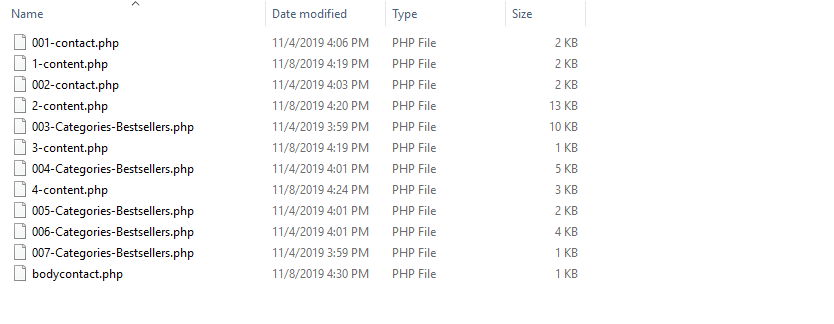 Name Date modified Type Size
001-contact.php 11/4/2019 4:06 PM PHP File 2 KB
1-content.php 11/8/2019 4:19 PM PHP File 2 KB
002-contact.php 11/4/2019 4:03 PM PHP File 2 KB
2-content.php 11/8/2019 4:20 PM PHP File 13 KB
003-Categories-Bestsellers.php 11/4/2019 3:59 PM PHP File 10 KB
3-content.php 11/8/2019 4:19 PM PHP File 1 KB
004-Categories-Bestsellers.php 11/4/2019 4:01 PM PHP File 5 KB
4-content.php 11/8/2019 4:24 PM PHP File 3 KB
005-Categories-Bestsellers.php 11/4/2019 4:01 PM PHP File 2 KB
006-Categories-Bestsellers.php 11/4/2019 4:01 PM PHP File 4 KB
007-Categories-Bestsellers.php 11/4/2019 3:59 PM PHP File 1 KB
bodycontact.php 11/8/2019 4:30 PM PHP File 1 KB